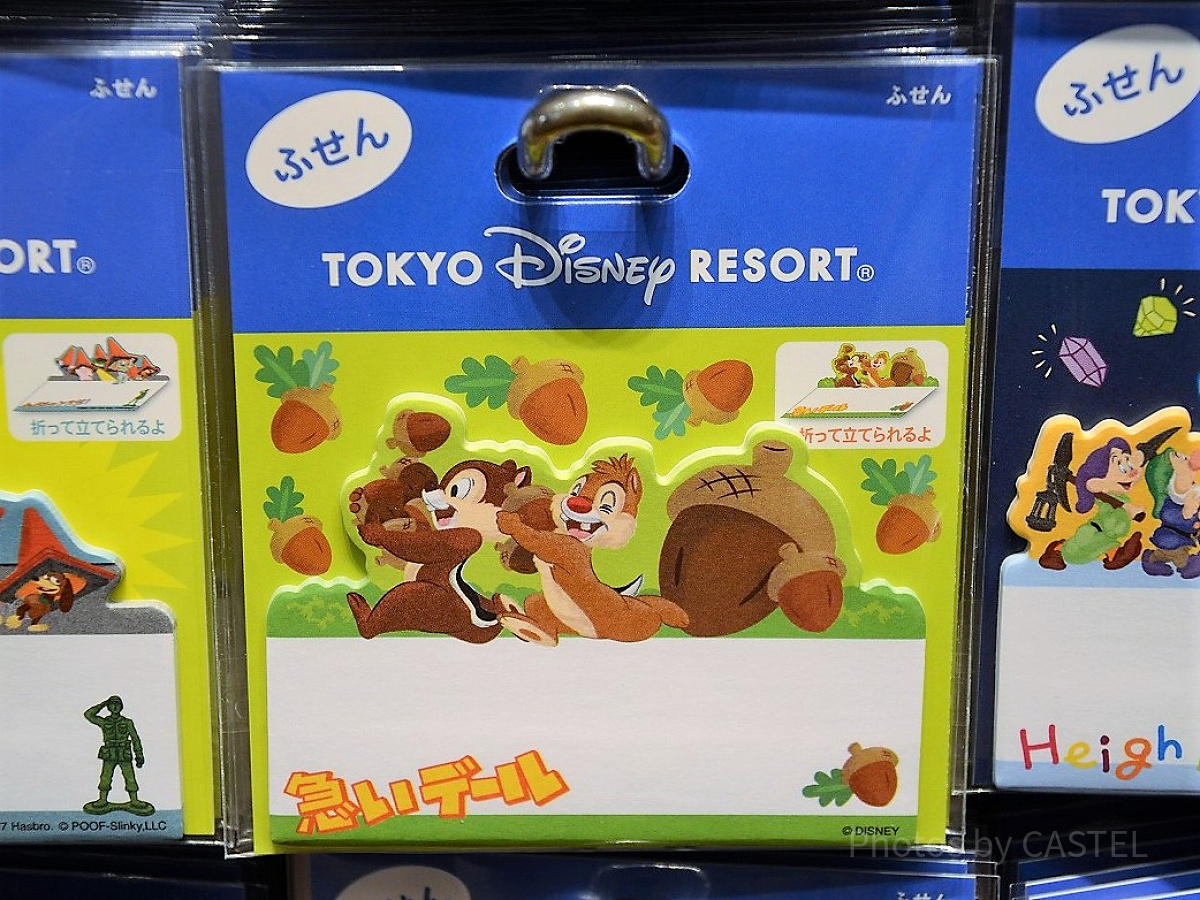 ふせん
ORT®
折って立てられるよ
7 Hasbro. © POOF-Slinky,LLC
ふせん
ふせん
TOKYO Disney RESORT®
折って立てられるよ
急いデール
© DISNEY
ふせん
TOK
Heigh
Photos by CASTEL